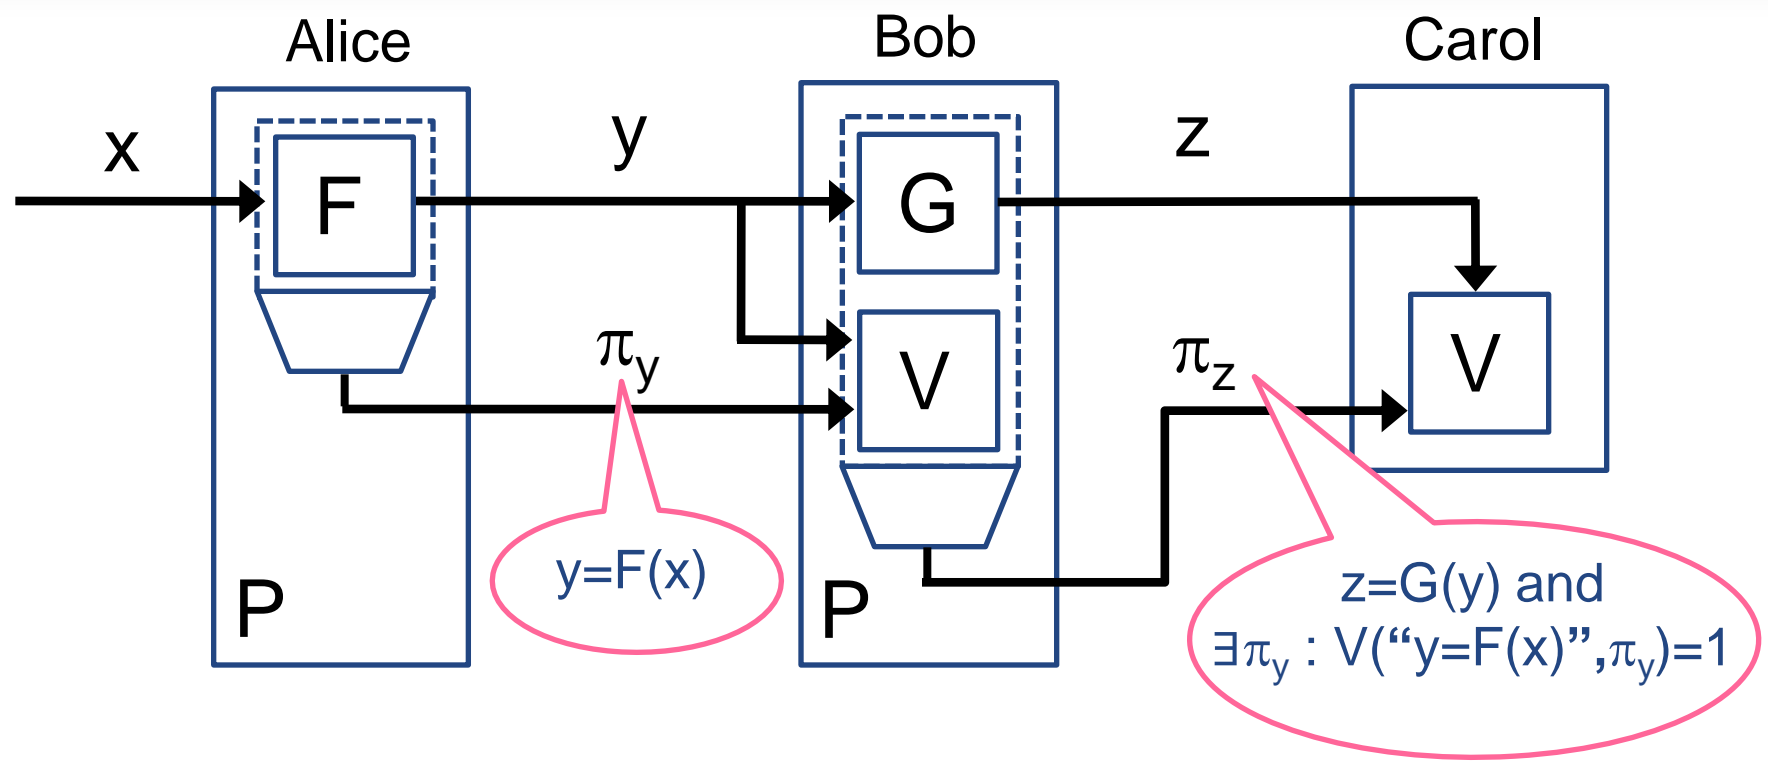 Alice
Bob
Carol
x
y
z
F
G
V
V
πy
πz
y=F(x)
P
P
z=G(y) and
∃πy : V(“y=F(x)”,πy)=1